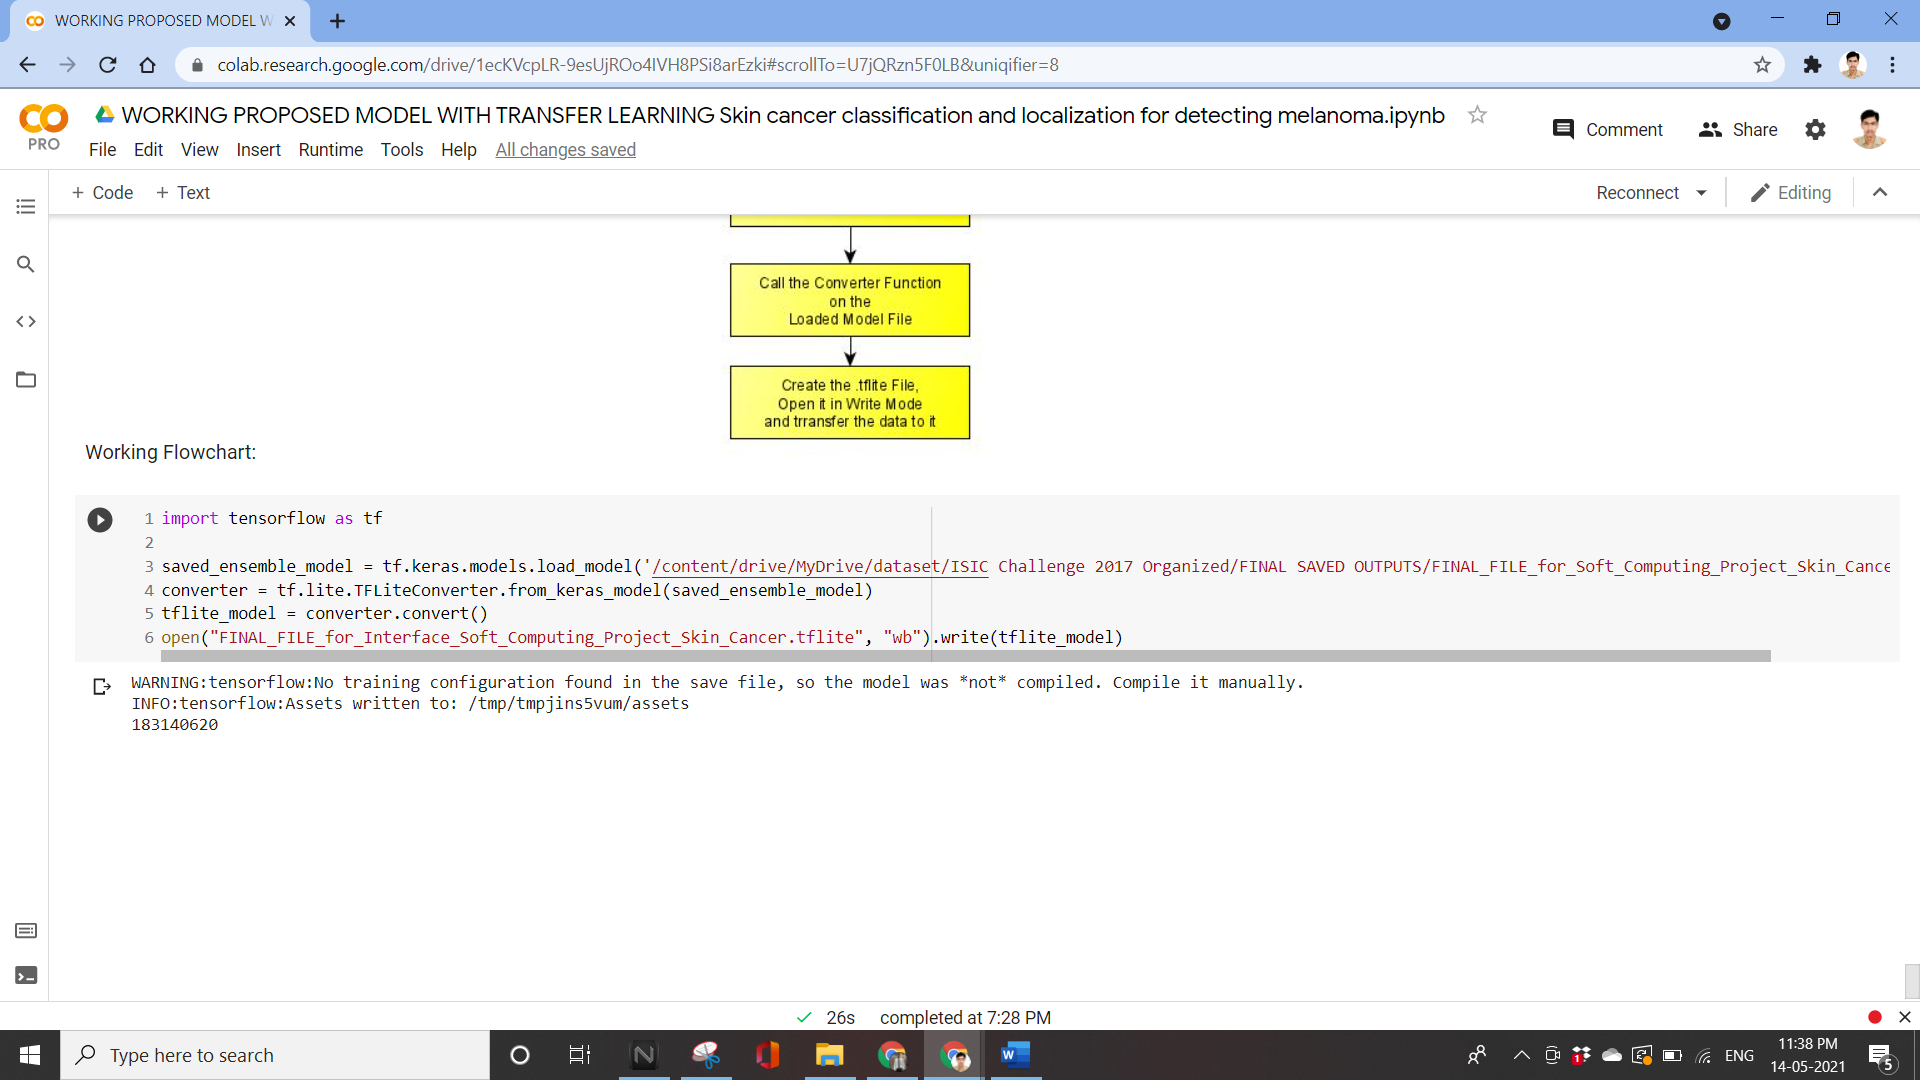 WORKING PROPOSED MODEL W
colab.research.google.com/drive/1ecKVcpLR-9esUjROo4IVH8PSi8arEzki#scrollTo=U7jQRzn5F0LB&uniqifier=8
WORKING PROPOSED MODEL WITH TRANSFER LEARNING Skin cancer classification and localization for detecting melanoma.ipynb
Comment
Share
PRO
File Edit View Insert Runtime Tools Help All changes saved
+ Code + Text
Reconnect
Editing
Call the Converter Function
on the
Loaded Model File
Create the .tflite File,
Open it in Write Mode
and trransfer the data to it
Working Flowchart:
1 import tensorflow as tf
2
3 saved_ensemble_model = tf.keras.models.load_model('/content/drive/MyDrive/dataset/ISIC Challenge 2017 Organized/FINAL SAVED OUTPUTS/FINAL_FILE_for_Soft_Computing_Project_Skin_Cance
4 converter = tf.lite.TFLiteConverter.from_keras_model(saved_ensemble_model)
5 tflite_model = converter.convert()
6 open("FINAL_FILE_for_Interface_Soft_Computing_Project_Skin_Cancer.tflite", "wb").write(tflite_model)
WARNING:tensorflow:No training configuration found in the save file, so the model was *not* compiled. Compile it manually.
INFO:tensorflow:Assets written to: /tmp/tmpjins5vum/assets
183140620
26s completed at 7:28 PM
Type here to search
1
ENG
11:38 PM
14-05-2021
5